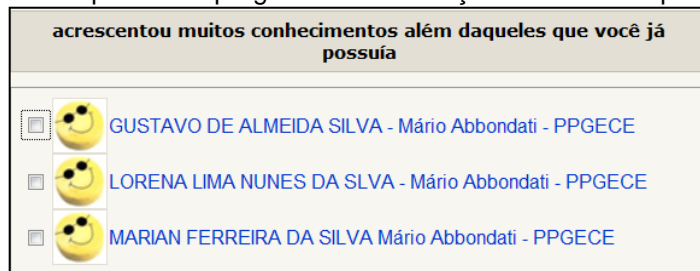 acrescentou muitos conhecimentos além daqueles que você já
possuía
GUSTAVO DE ALMEIDA SILVA - Mário Abbondati - PPGECE
LORENA LIMA NUNES DA SLVA - Mário Abbondati - PPGECE
MARIAN FERREIRA DA SILVA Mário Abbondati - PPGECE